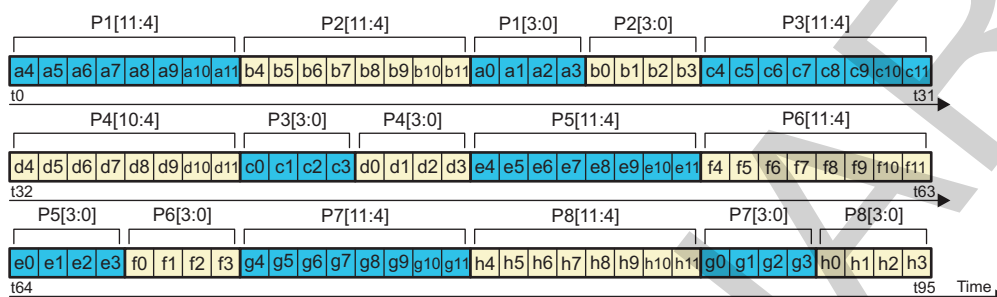 P1[11:4] P2[11:4] P1[3:0] P2[3:0] P3[11:4]
a4 a5 a6 a7 a8 a9 a10 a11 b4 b5 b6 b7 b8 b9 b10 b11 a0 a1 a2 a3 b0 b1 b2 b3 c4 c5 c6 c7 c8 c9 c10 c11
t0 t31
P4[10:4] P3[3:0] P4[3:0] P5[11:4] P6[11:4]
d4 d5 d6 d7 d8 d9 d10 d11 c0 c1 c2 c3 d0 d1 d2 d3 e4 e5 e6 e7 e8 e9 e10 e11 f4 f5 f6 f7 f8 f9 f10 f11
t32 t63
P5[3:0] P6[3:0] P7[11:4] P8[11:4] P7[3:0] P8[3:0]
e0 e1 e2 e3 f0 f1 f2 f3 g4 g5 g6 g7 g8 g9 g10 g11 h4 h5 h6 h7 h8 h9 h10 h11 g0 g1 g2 g3 h0 h1 h2 h3
t64 t95 Time